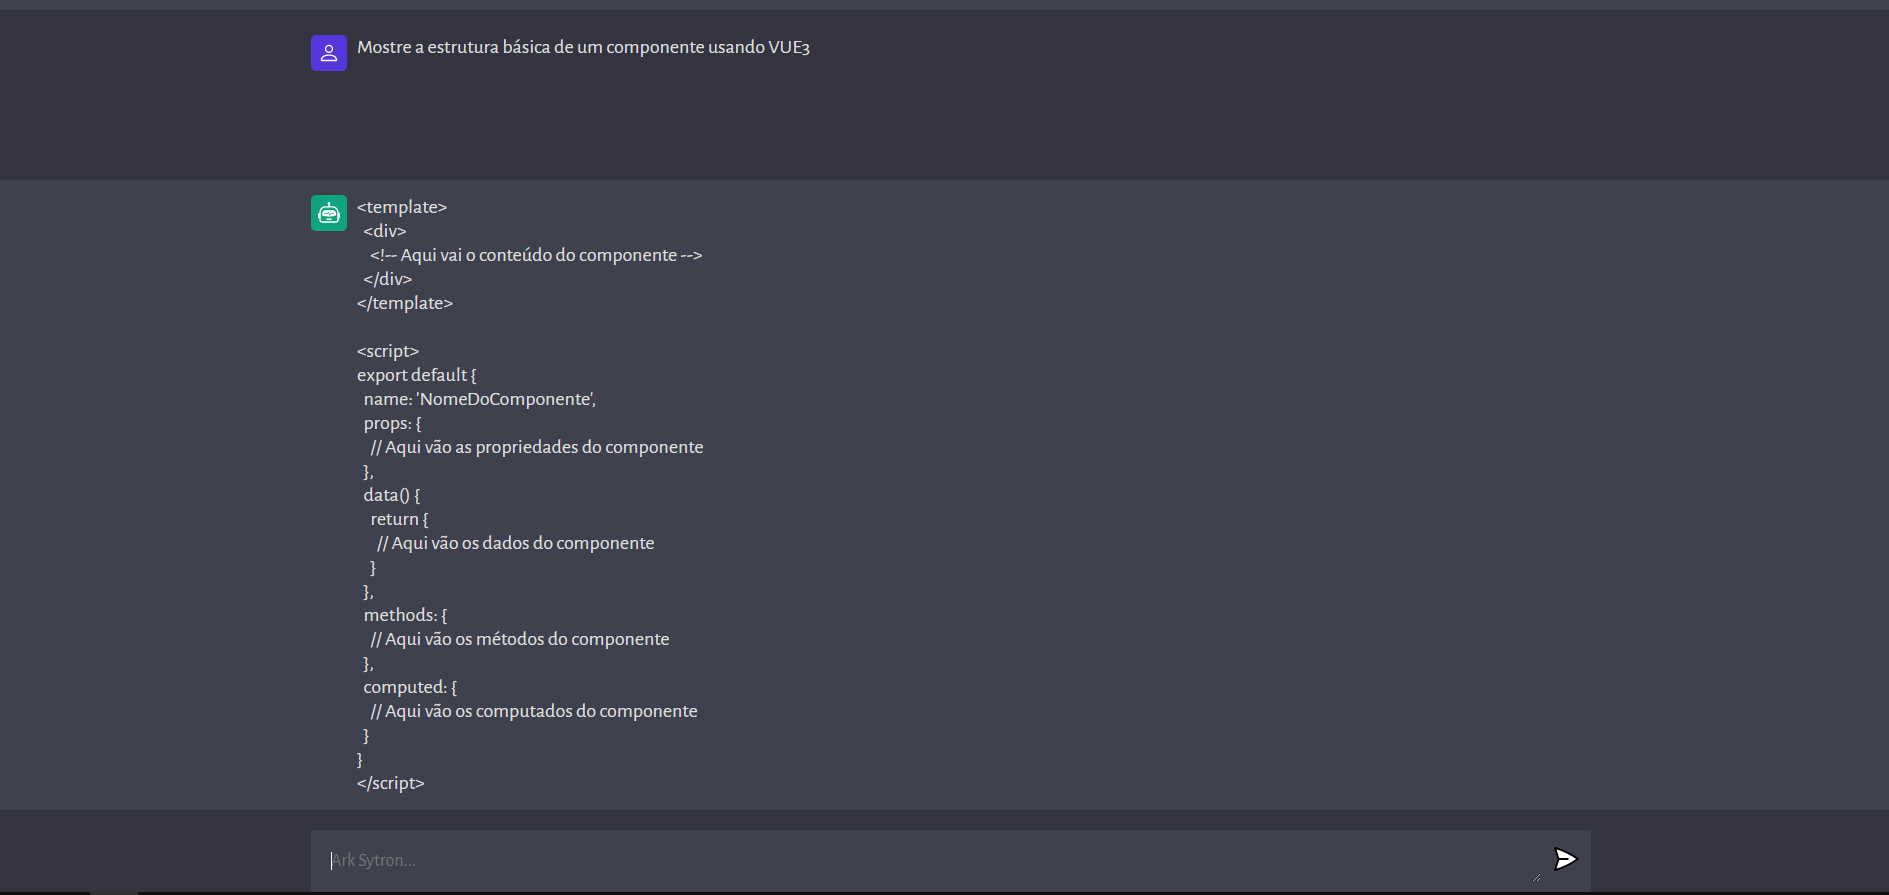 Mostre a estrutura básica de um componente usando VUE3
<template>
<div>
<!-- Aqui vai o conteúdo do componente -->
</div>
</template>
<script>
export default {
name: 'NomeDoComponente',
props: {
// Aqui vão as propriedades do componente
},
data() {
return {
// Aqui vão os dados do componente
}
},
methods: {
// Aqui vão os métodos do componente
},
computed: {
// Aqui vão os computados do componente
}
}
</script>
Ark Sytron...